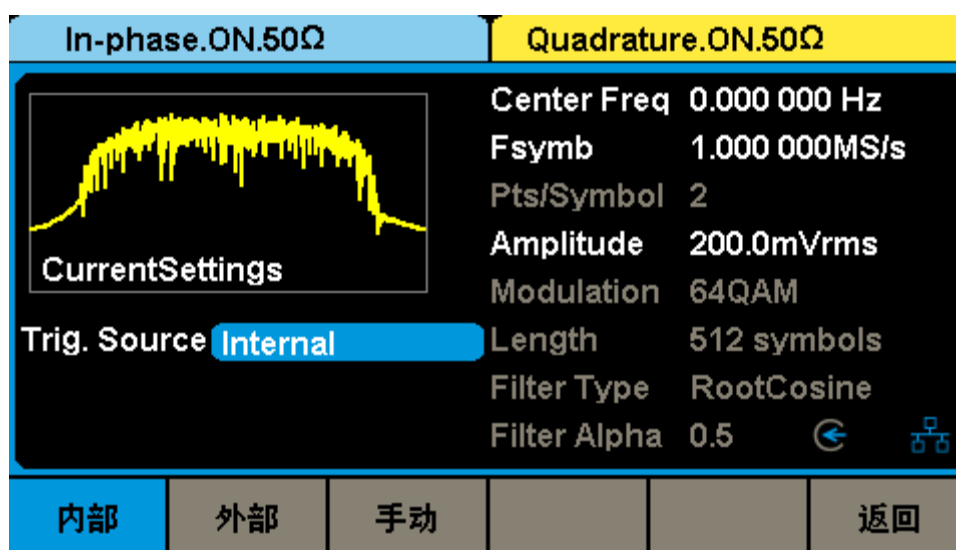 In-phase.ON.50Ω
Quadrature.ON.50Ω
CurrentSettings
Trig. Source Internal
Center Freq 0.000 000 Hz
Fsymb 1.000 000MS/s
Pts/Symbol 2
Amplitude 200.0mVrms
Modulation 64QAM
Length 512 symbols
Filter Type RootCosine
Filter Alpha 0.5
内部 外部 手动 返回